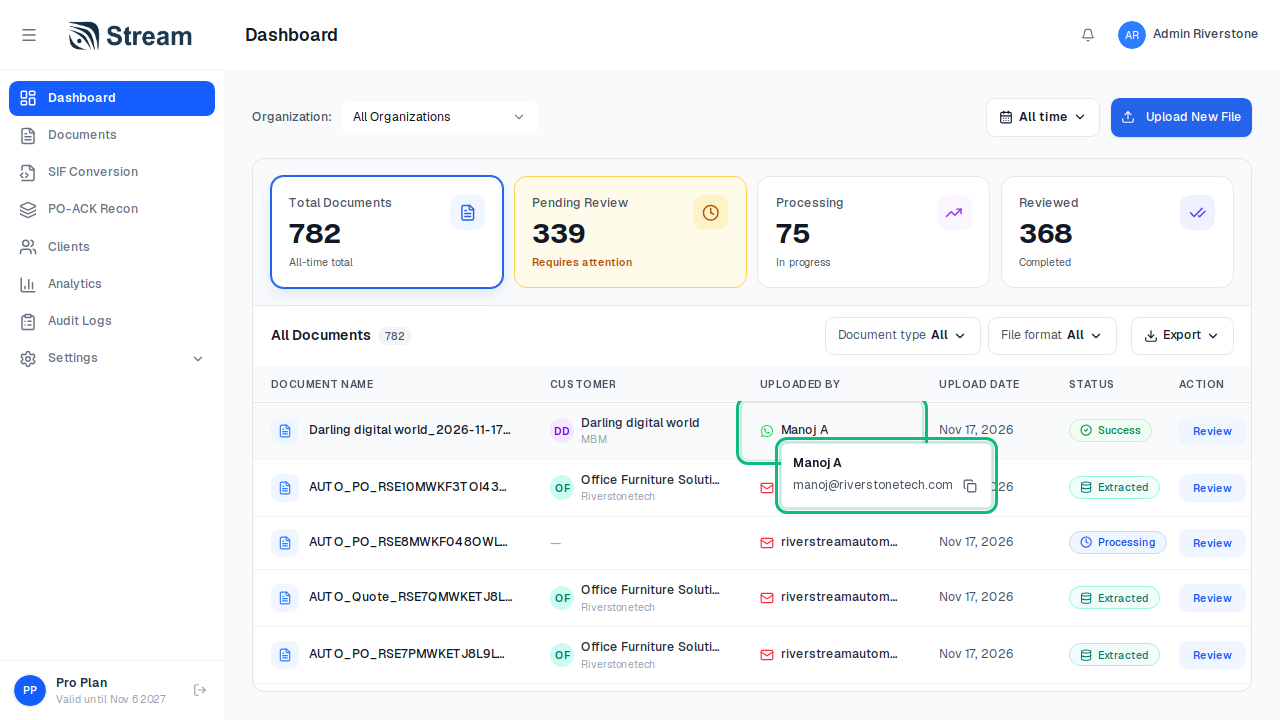 Stream
Dashboard
AR
Admin Riverstone
Dashboard
Documents
SIF Conversion
PO-ACK Recon
Clients
Analytics
Audit Logs
Settings
PP
Pro Plan
Valid until Nov 6 2027
Organization:
All Organizations
All time
Upload New File
Total Documents
782
All-time total
Pending Review
339
Requires attention
Processing
75
In progress
Reviewed
368
Completed
All Documents
782
Document type All
File format All
Export
DOCUMENT NAME
CUSTOMER
UPLOADED BY
UPLOAD DATE
STATUS
ACTION
Darling digital world_2026-11-17...
DD
Darling digital world
MBM
Manoj A
Nov 17, 2026
Success
Review
Manoj A
manoj@riverstonetech.com
AUTO_PO_RSE10MWKF3TOI43...
OF
Office Furniture Soluti...
Riverstonetech
26
Extracted
Review
AUTO_PO_RSE8MWKF048OWL...
—
riverstreamautom...
Nov 17, 2026
Processing
Review
AUTO_Quote_RSE7QMWKETJ8L...
OF
Office Furniture Soluti...
Riverstonetech
riverstreamautom...
Nov 17, 2026
Extracted
Review
AUTO_PO_RSE7PMWKETJ8L9L...
OF
Office Furniture Soluti...
Riverstonetech
riverstreamautom...
Nov 17, 2026
Extracted
Review